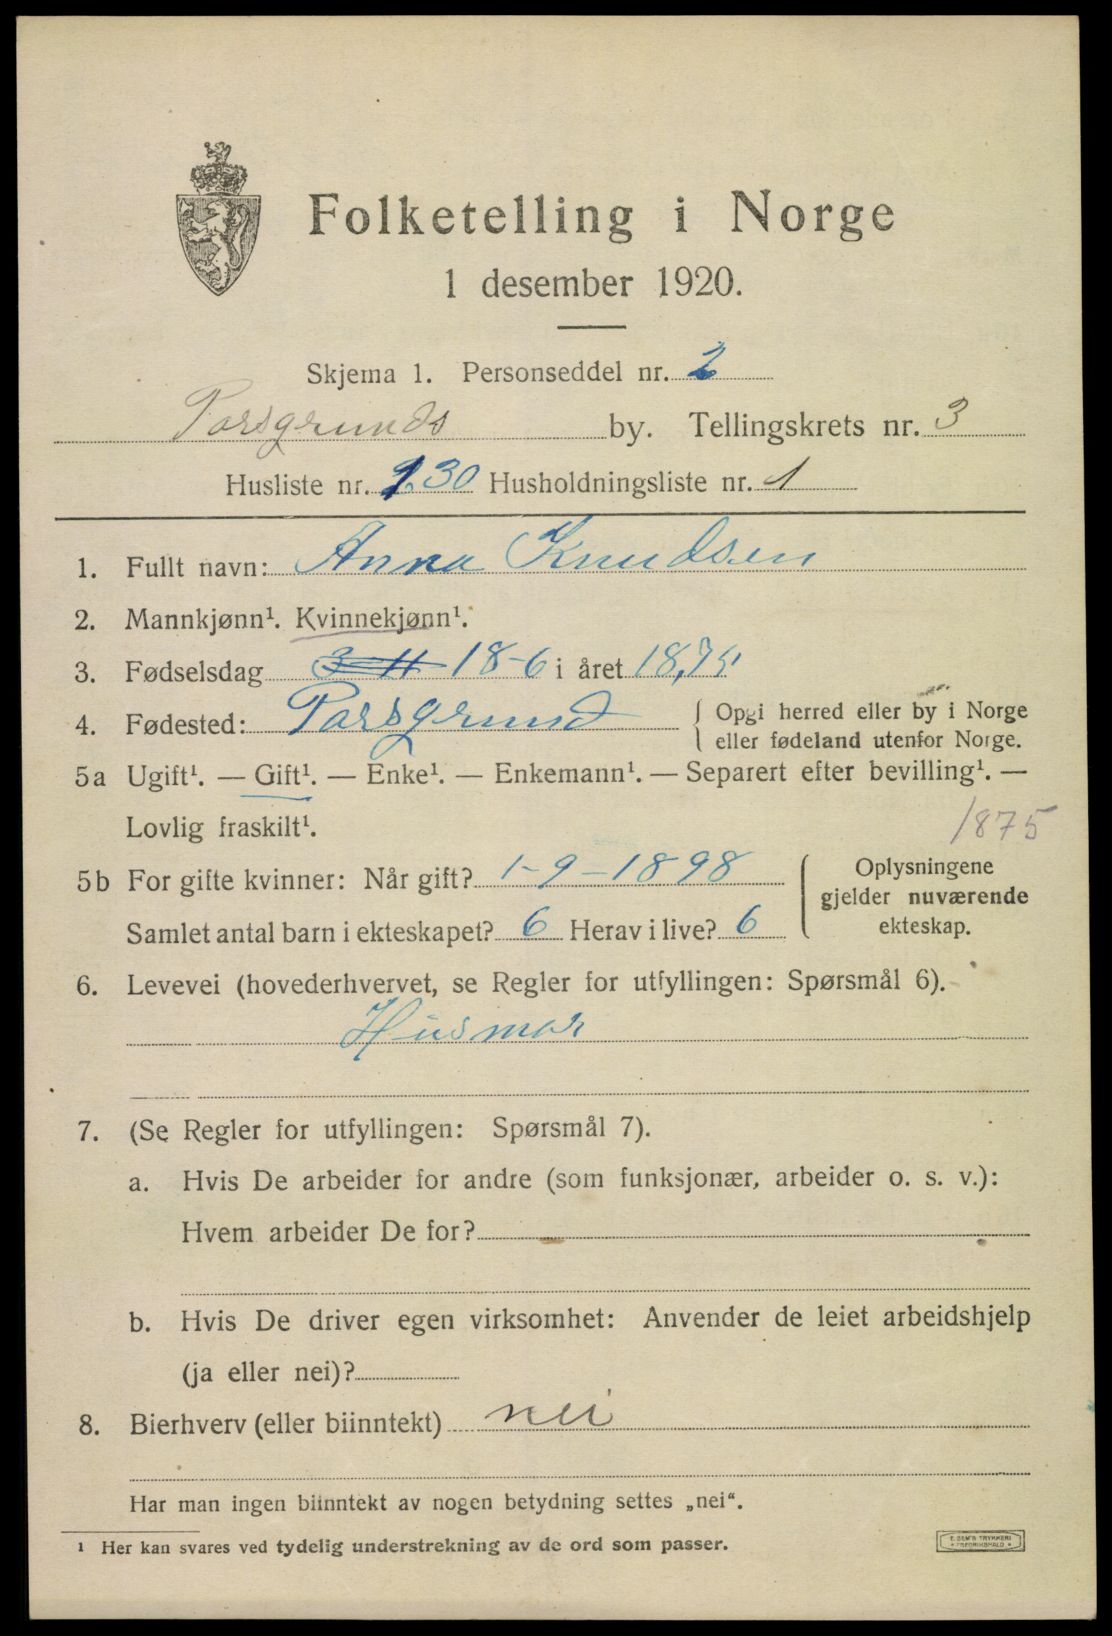 Folketelling i Norge
1 desember 1920.
Skjema 1. Personseddel nr. 2
Porsgrunds by. Tellingskrets nr. 3
Husliste nr. 130 Husholdningsliste nr. 1
1. Fullt navn: Anna Knudsen
2. Mannkjønn¹. Kvinnekjønn¹.
3. Fødselsdag 3-11 18-6 i året 1875
4. Fødested: Porsgrund { Opgi herred eller by i Norge
eller fødeland utenfor Norge.
5a Ugift¹. — Gift¹. — Enke¹. — Enkemann¹. — Separert efter bevilling¹. —
Lovlig fraskilt¹. 1875
5b For gifte kvinner: Når gift? 1-9-1898 { Oplysningene
gjelder nuværende
Samlet antal barn i ekteskapet? 6 Herav i live? 6 ekteskap.
6. Levevei (hovederhvervet, se Regler for utfyllingen: Spørsmål 6).
Husmor
7. (Se Regler for utfyllingen: Spørsmål 7).
a. Hvis De arbeider for andre (som funksjonær, arbeider o. s. v.):
Hvem arbeider De for?
b. Hvis De driver egen virksomhet: Anvender de leiet arbeidshjelp
(ja eller nei)?
8. Bierhverv (eller biinntekt) nei
Har man ingen biinntekt av nogen betydning settes „nei“.
¹ Her kan svares ved tydelig understrekning av de ord som passer.
E. SEM'S TRYKKERI
FREDRIKSHALD